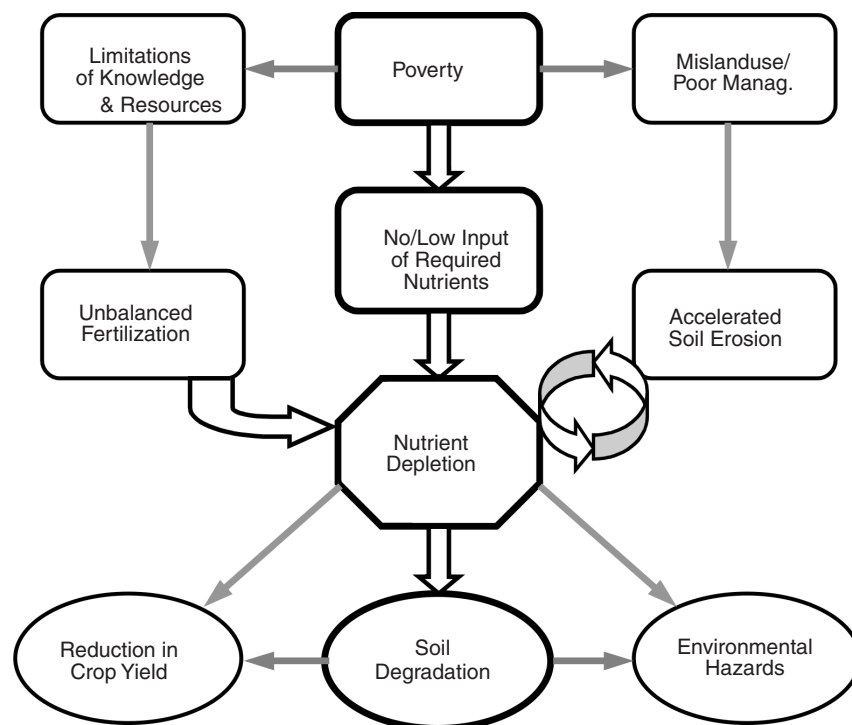 Limitations
of Knowledge
& Resources
Poverty
Mislanduse/
Poor Manag.
No/Low Input
of Required
Nutrients
Unbalanced
Fertilization
Accelerated
Soil Erosion
Nutrient
Depletion
Reduction in
Crop Yield
Soil
Degradation
Environmental
Hazards